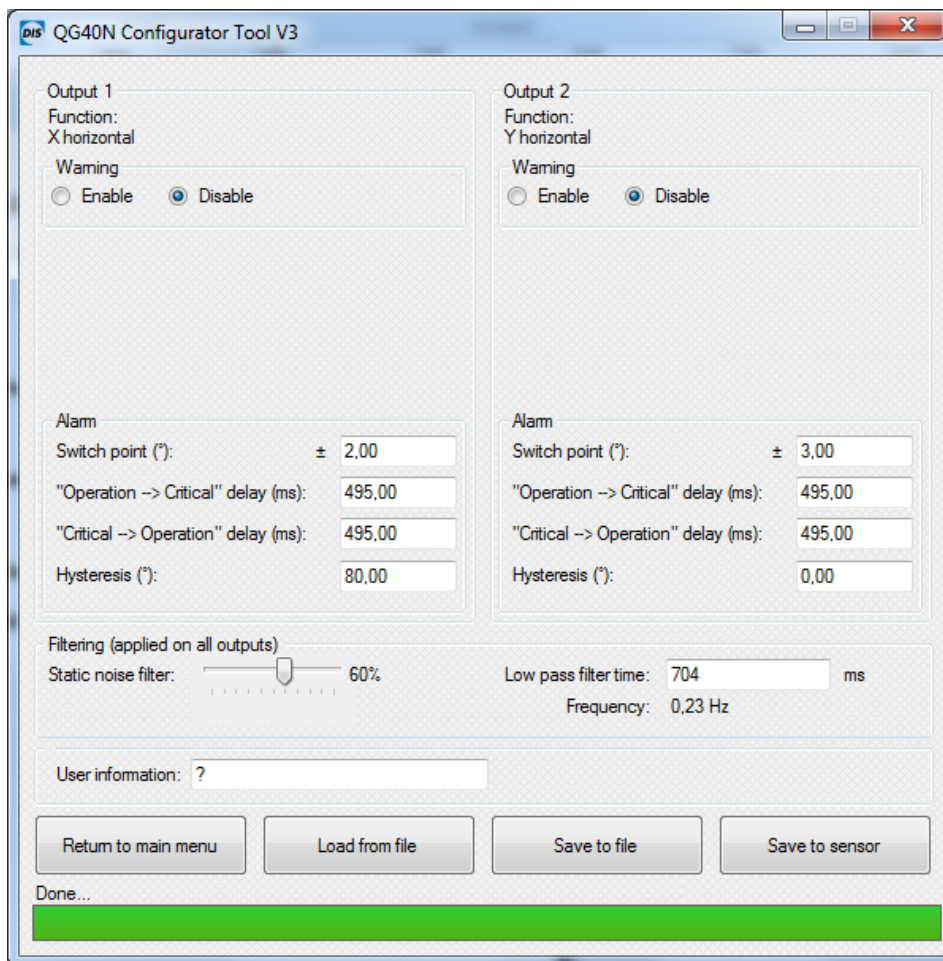 DIS QG40N Configurator Tool V3
Output 1
Function:
X horizontal
Warning
Enable Disable
Alarm
Switch point (°): ± 2,00
"Operation --> Critical" delay (ms): 495,00
"Critical --> Operation" delay (ms): 495,00
Hysteresis (°): 80,00
Output 2
Function:
Y horizontal
Warning
Enable Disable
Alarm
Switch point (°): ± 3,00
"Operation --> Critical" delay (ms): 495,00
"Critical --> Operation" delay (ms): 495,00
Hysteresis (°): 0,00
Filtering (applied on all outputs)
Static noise filter: 60%
Low pass filter time: 704 ms
Frequency: 0,23 Hz
User information: ?
Return to main menu
Load from file
Save to file
Save to sensor
Done...